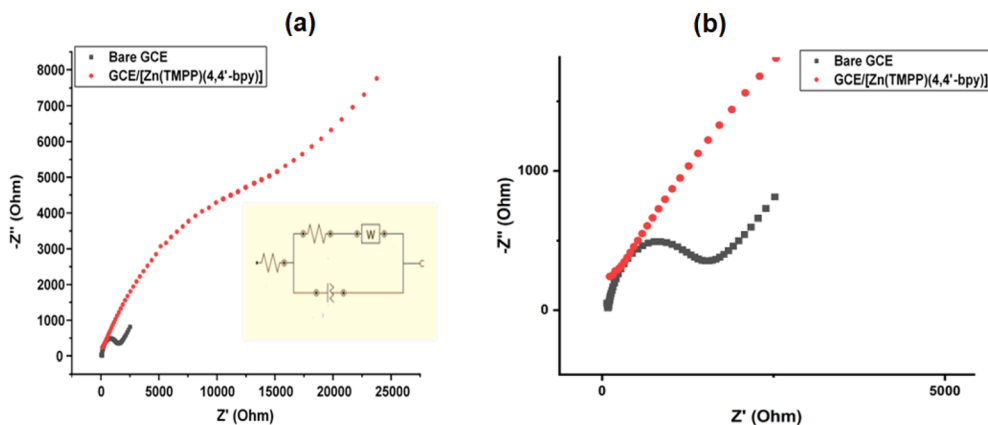 (a)
Bare GCE
GCE/[Zn(TMPP)(4,4'-bpy)]
8000
7000
6000
5000
4000
3000
2000
1000
0
-Z'' (Ohm)
W
0
5000
10000
15000
20000
25000
Z' (Ohm)
(b)
Bare GCE
GCE/[Zn(TMPP)(4,4'-bpy)]
1000
0
-Z'' (Ohm)
0
5000
Z' (Ohm)